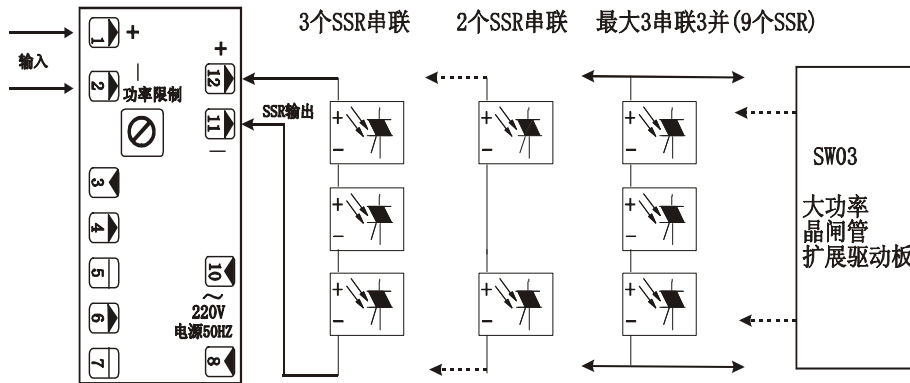 3个SSR串联 2个SSR串联 最大3串联3并(9个SSR)
1 +
输入
+
2 — 12
功率限制
SSR输出
11
—
3
4
5
6
7
10
～
220V
电源50HZ
8
+
−
+
−
+
−
+
−
+
−
+
−
+
−
+
−
SW03
大功率
晶闸管
扩展驱动板